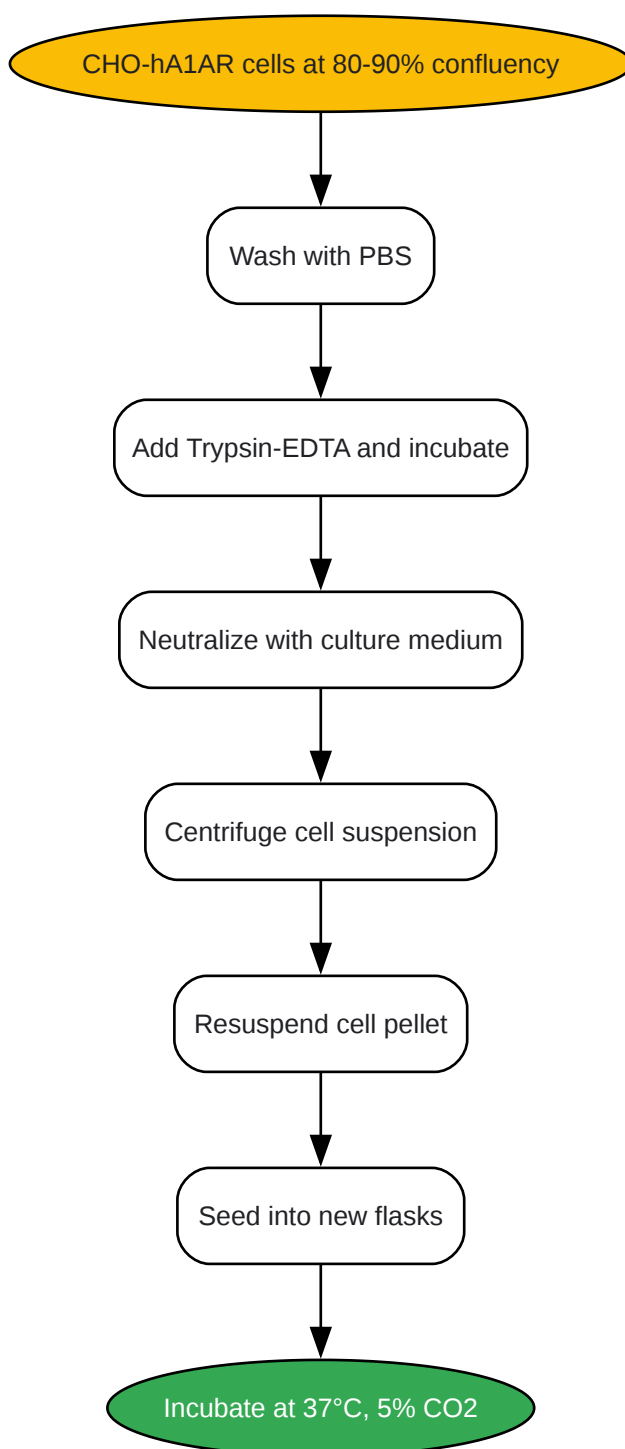 CHO-hA1AR cells at 80-90% confluency
Wash with PBS
Add Trypsin-EDTA and incubate
Neutralize with culture medium
Centrifuge cell suspension
Resuspend cell pellet
Seed into new flasks
Incubate at 37°C, 5% CO2